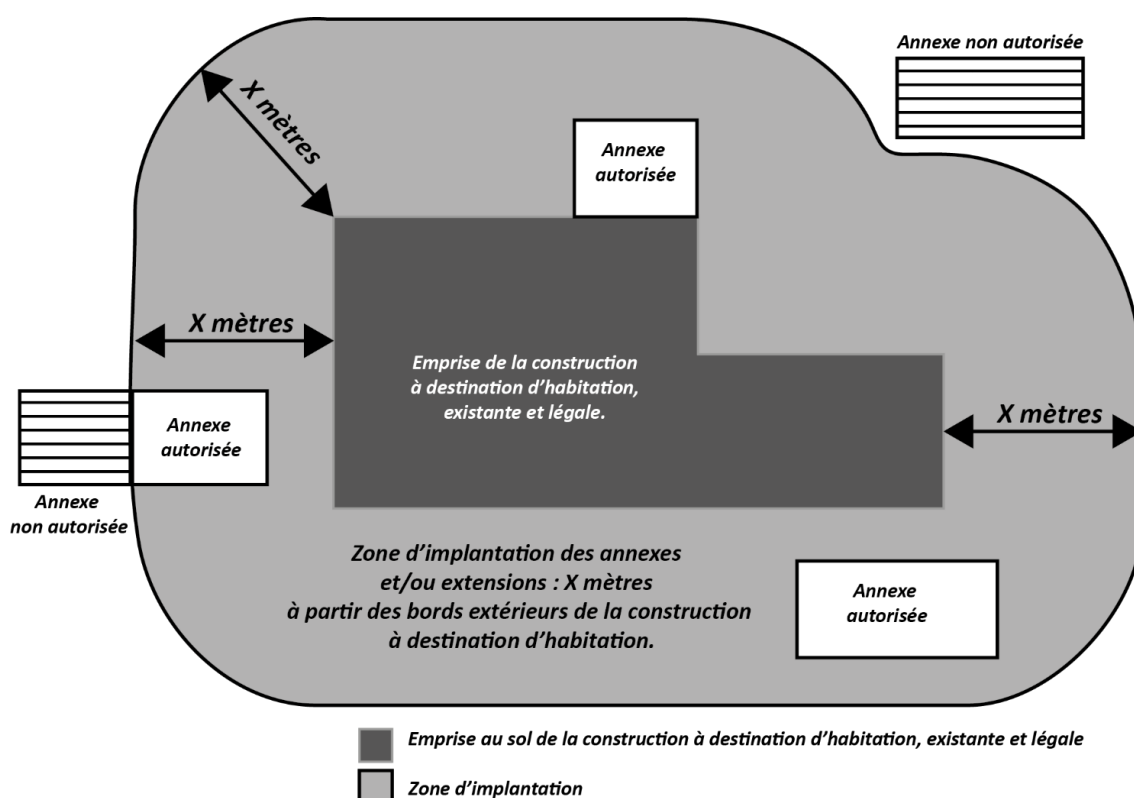 Annexe non autorisée
X mètres
Annexe
autorisée
X mètres
Emprise de la construction
à destination d'habitation,
existante et légale.
X mètres
Annexe
autorisée
Annexe
non autorisée
Zone d'implantation des annexes
et/ou extensions : X mètres
à partir des bords extérieurs de la construction
à destination d'habitation.
Annexe
autorisée
Emprise au sol de la construction à destination d'habitation, existante et légale
Zone d'implantation